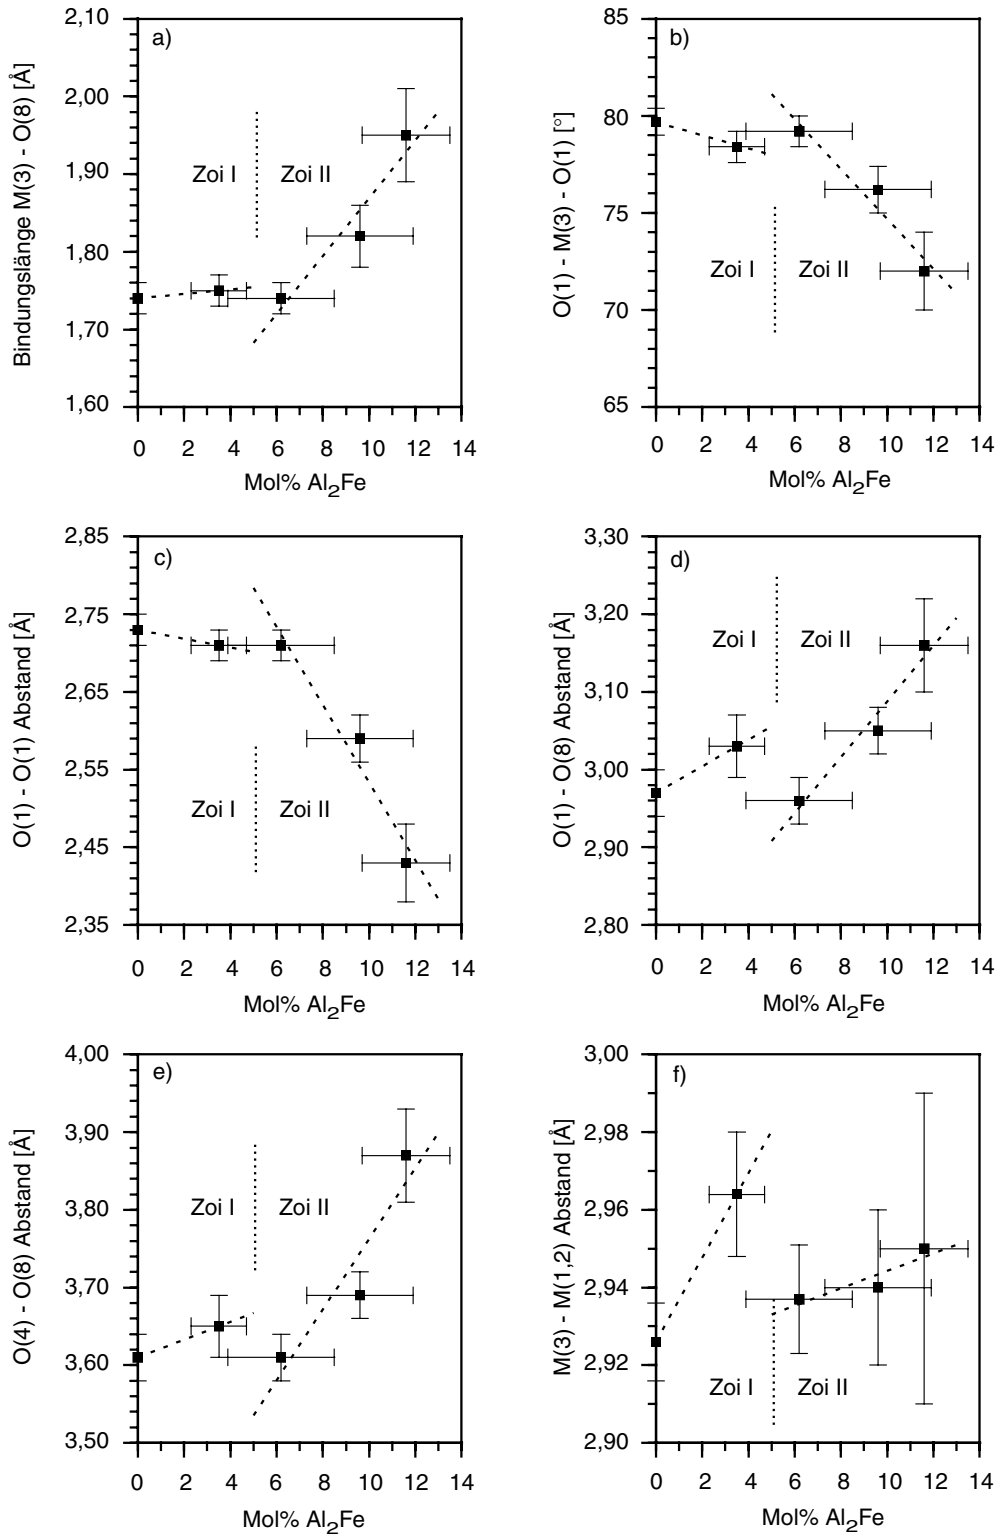 a)
Bindungslänge M(3) - O(8) [Å]
2,10
2,00
1,90
1,80
1,70
1,60
Zoi I
Zoi II
0 2 4 6 8 10 12 14
Mol% Al2Fe
b)
O(1) - M(3) - O(1) [°]
85
80
75
70
65
Zoi I
Zoi II
0 2 4 6 8 10 12 14
Mol% Al2Fe
c)
O(1) - O(1) Abstand [Å]
2,85
2,75
2,65
2,55
2,45
2,35
Zoi I
Zoi II
0 2 4 6 8 10 12 14
Mol% Al2Fe
d)
O(1) - O(8) Abstand [Å]
3,30
3,20
3,10
3,00
2,90
2,80
Zoi I
Zoi II
0 2 4 6 8 10 12 14
Mol% Al2Fe
e)
O(4) - O(8) Abstand [Å]
4,00
3,90
3,80
3,70
3,60
3,50
Zoi I
Zoi II
0 2 4 6 8 10 12 14
Mol% Al2Fe
f)
M(3) - M(1,2) Abstand [Å]
3,00
2,98
2,96
2,94
2,92
2,90
Zoi I
Zoi II
0 2 4 6 8 10 12 14
Mol% Al2Fe